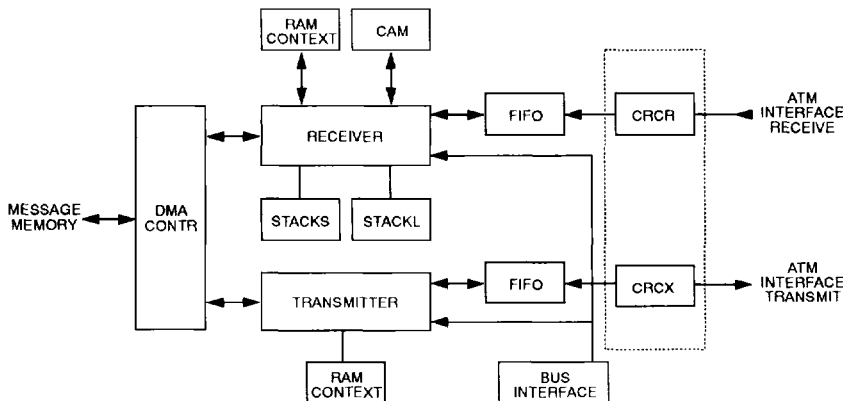 RAM
CONTEXT
CAM
RECEIVER
FIFO
CRCR
ATM
INTERFACE
RECEIVE
MESSAGE
MEMORY
DMA
CONTR
STACKS
STACKL
TRANSMITTER
FIFO
CRCX
ATM
INTERFACE
TRANSMIT
RAM
CONTEXT
BUS
INTERFACE